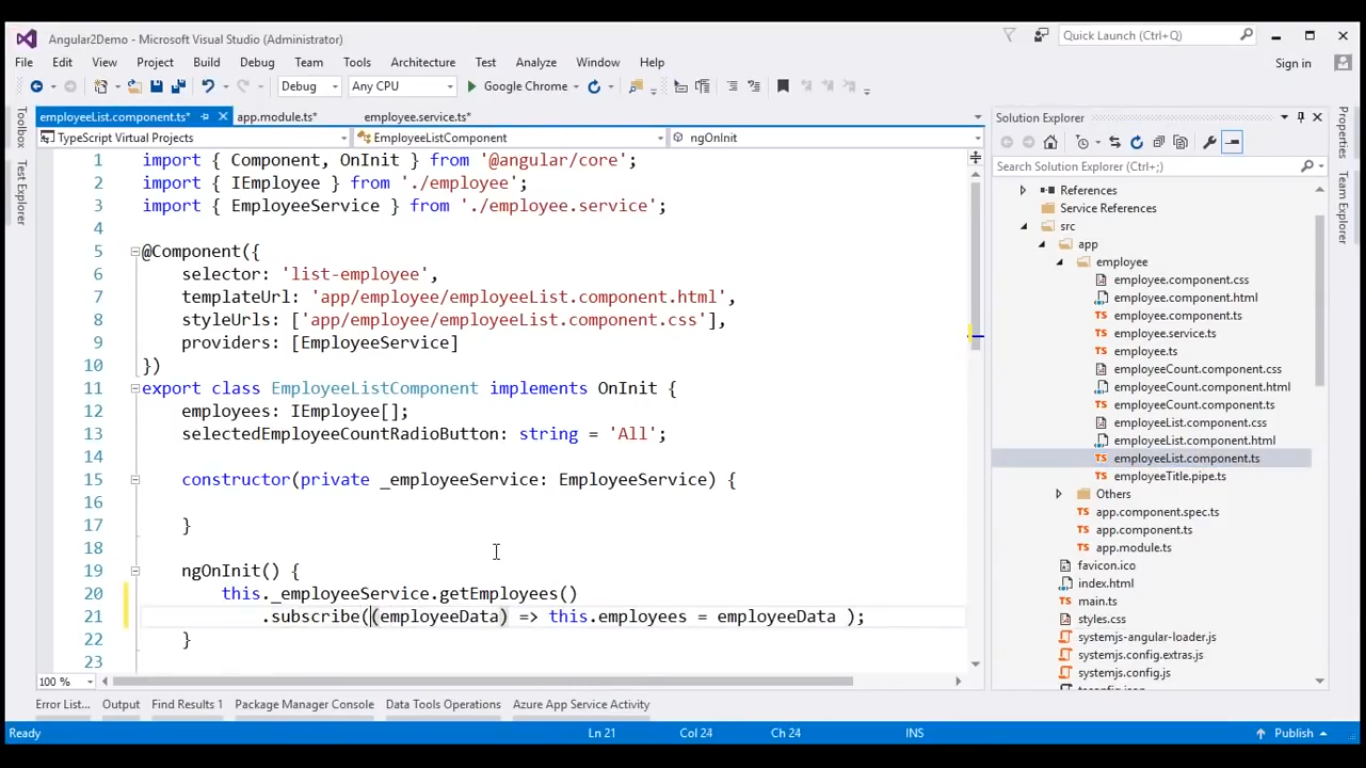 Angular2Demo - Microsoft Visual Studio (Administrator)
Quick Launch (Ctrl+Q)
File Edit View Project Build Debug Team Tools Architecture Test Analyze Window Help
Sign in
Debug Any CPU Google Chrome
employeeList.component.ts* app.module.ts* employee.service.ts*
TypeScript Virtual Projects EmployeeListComponent ngOnInit
Toolbox
Test Explorer
1 import { Component, OnInit } from '@angular/core';
2 import { IEmployee } from './employee';
3 import { EmployeeService } from './employee.service';
4
5 @Component({
6 selector: 'list-employee',
7 templateUrl: 'app/employee/employeeList.component.html',
8 styleUrls: ['app/employee/employeeList.component.css'],
9 providers: [EmployeeService]
10 })
11 export class EmployeeListComponent implements OnInit {
12 employees: IEmployee[];
13 selectedEmployeeCountRadioButton: string = 'All';
14
15 constructor(private _employeeService: EmployeeService) {
16
17 }
18
19 ngOnInit() {
20 this._employeeService.getEmployees()
21 .subscribe((employeeData) => this.employees = employeeData );
22 }
23
100 %
Solution Explorer
Search Solution Explorer (Ctrl+;)
References
Service References
src
app
employee
employee.component.css
employee.component.html
employee.component.ts
employee.service.ts
employee.ts
employeeCount.component.css
employeeCount.component.html
employeeCount.component.ts
employeeList.component.css
employeeList.component.html
employeeList.component.ts
employeeTitle.pipe.ts
Others
app.component.spec.ts
app.component.ts
app.module.ts
favicon.ico
index.html
main.ts
styles.css
systemjs-angular-loader.js
systemjs.config.extras.js
systemjs.config.js
Properties
Team Explorer
Error List... Output Find Results 1 Package Manager Console Data Tools Operations Azure App Service Activity
Ready Ln 21 Col 24 Ch 24 INS Publish